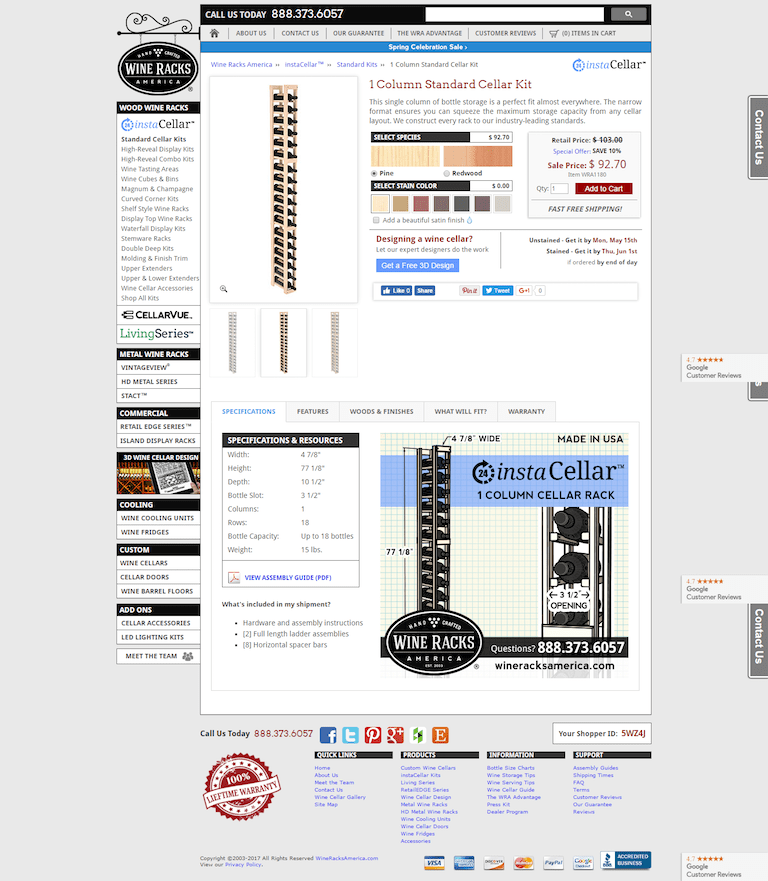 CALL US TODAY 888.373.6057
ABOUT US
CONTACT US
OUR GUARANTEE
THE WRA ADVANTAGE
CUSTOMER REVIEWS
(0) ITEMS IN CART
Spring Celebration Sale ›
HAND CRAFTED
WINE RACKS
AMERICA
®
WOOD WINE RACKS
24 instaCellar™
Standard Cellar Kits
High-Reveal Display Kits
High-Reveal Combo Kits
Wine Tasting Areas
Wine Cubes & Bins
Magnum & Champagne
Curved Corner Kits
Shelf Style Wine Racks
Display Top Wine Racks
Waterfall Display Kits
Stemware Racks
Double Deep Kits
Molding & Finish Trim
Upper Extenders
Upper & Lower Extenders
Wine Cellar Accessories
Shop All Kits
CELLARVUE
LivingSeries™
METAL WINE RACKS
VINTAGEVIEW®
HD METAL SERIES
STACT™
COMMERCIAL
RETAIL EDGE SERIES™
ISLAND DISPLAY RACKS
3D WINE CELLAR DESIGN
COOLING
WINE COOLING UNITS
WINE FRIDGES
CUSTOM
WINE CELLARS
CELLAR DOORS
WINE BARREL FLOORS
ADD ONS
CELLAR ACCESSORIES
LED LIGHTING KITS
MEET THE TEAM
Wine Racks America ›› instaCellar™ ›› Standard Kits ›› 1 Column Standard Cellar Kit
24 instaCellar™
1 Column Standard Cellar Kit
This single column of bottle storage is a perfect fit almost everywhere. The narrow
format ensures you can squeeze the maximum storage capacity from any cellar
layout. We construct every rack to our industry-leading standards.
SELECT SPECIES $ 92.70
Pine
Redwood
SELECT STAIN COLOR $ 0.00
Add a beautiful satin finish
Retail Price: $ 103.00
Special Offer: SAVE 10%
Sale Price: $ 92.70
Item WRA1180
Qty: 1 Add to Cart
FAST FREE SHIPPING!
Designing a wine cellar?
Let our expert designers do the work
Get a Free 3D Design
Unstained - Get it by Mon, May 15th
Stained - Get it by Thu, Jun 1st
if ordered by end of day
Like 0
Share
Pin it
Tweet
G+1
0
SPECIFICATIONS
FEATURES
WOODS & FINISHES
WHAT WILL FIT?
WARRANTY
SPECIFICATIONS & RESOURCES
Width: 4 7/8"
Height: 77 1/8"
Depth: 10 1/2"
Bottle Slot: 3 1/2"
Columns: 1
Rows: 18
Bottle Capacity: Up to 18 bottles
Weight: 15 lbs.
VIEW ASSEMBLY GUIDE (PDF)
What's included in my shipment?
• Hardware and assembly instructions
• [2] Full length ladder assemblies
• [8] Horizontal spacer bars
4 7/8" WIDE
MADE IN USA
24 instaCellar™
1 COLUMN CELLAR RACK
77 1/8"
3 1/2"
OPENING
HAND CRAFTED
WINE RACKS
AMERICA
EST. 2003
®
Questions? 888.373.6057
wineracksamerica.com
Contact Us
4.7 ★★★★★
Google
Customer Reviews
4.7 ★★★★★
Google
Customer Reviews
Contact Us
Call Us Today 888.373.6057
Your Shopper ID: 5WZ4J
100%
LIFETIME WARRANTY
QUICK LINKS
Home
About Us
Meet the Team
Contact Us
Wine Cellar Gallery
Site Map
PRODUCTS
Custom Wine Cellars
instaCellar Kits
Living Series
RetailEDGE Series
Wine Cellar Design
Metal Wine Racks
HD Metal Wine Racks
Wine Cooling Units
Wine Cellar Doors
Wine Fridges
Accessories
INFORMATION
Bottle Size Charts
Wine Storage Tips
Wine Serving Tips
Wine Cellar Guide
The WRA Advantage
Press Kit
Dealer Program
SUPPORT
Assembly Guides
Shipping Times
FAQ
Terms
Customer Reviews
Our Guarantee
Reviews
Copyright ©2003-2017 All Rights Reserved WineRacksAmerica.com
View our Privacy Policy.
VISA
DISCOVER
MasterCard
PayPal
Google
Checkout
BBB
ACCREDITED
BUSINESS
4.7 ★★★★★
Google
Customer Reviews